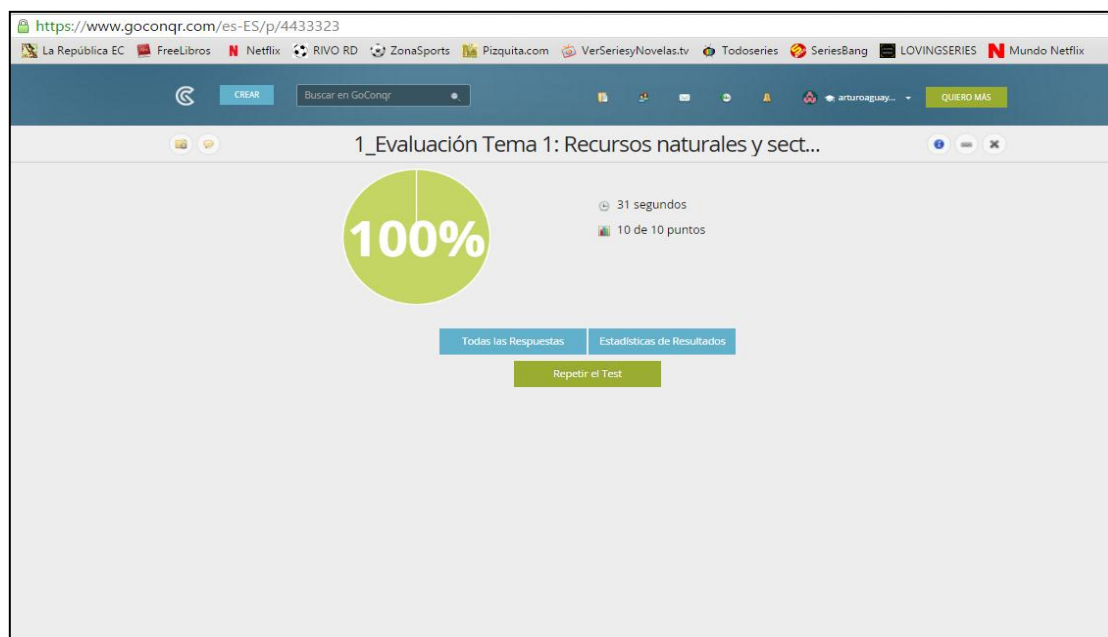 https://www.goconqr.com/es-ES/p/4433323
La República EC FreeLibros Netflix RIVO RD ZonaSports Pizquita.com VerSeriesyNovelas.tv Todoseries SeriesBang LOVINGSERIES Mundo Netflix
CREAR Buscar en GoConqr arturoaguay... QUIERO MÁS
1_Evaluación Tema 1: Recursos naturales y sect...
100%
31 segundos
10 de 10 puntos
Todas las Respuestas Estadísticas de Resultados
Repetir el Test